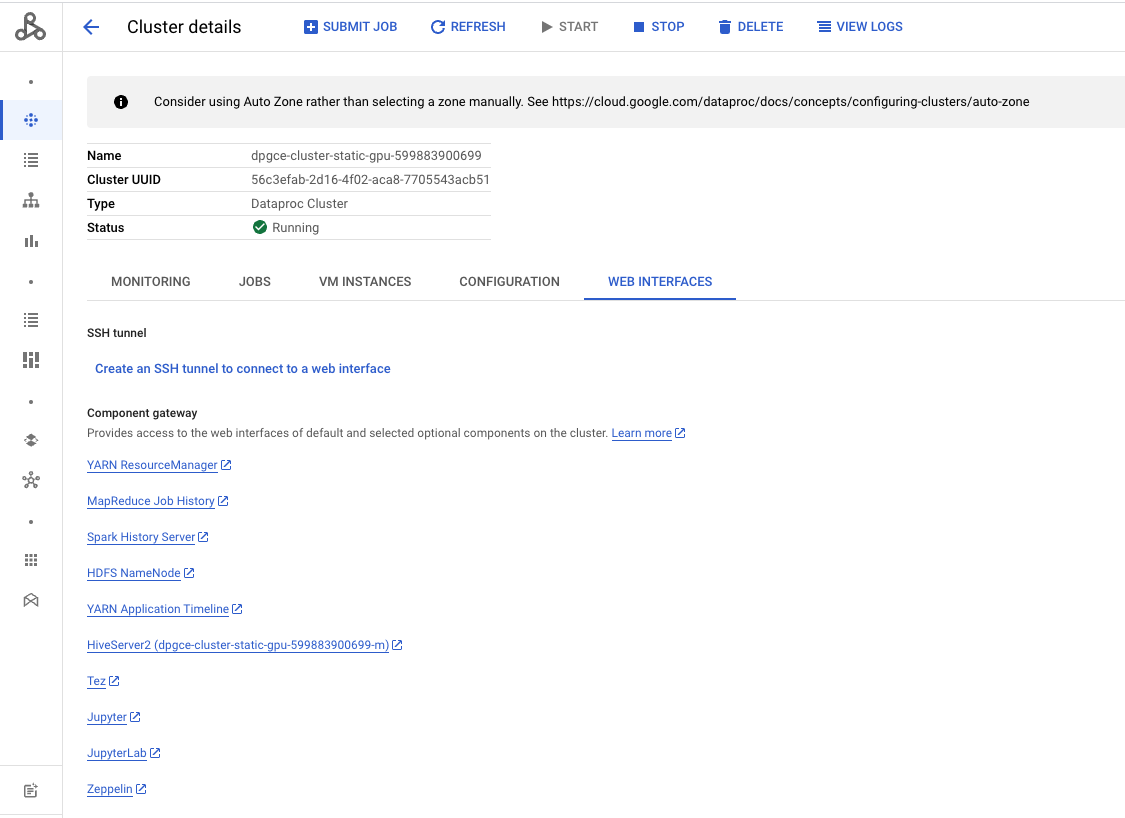 Cluster details SUBMIT JOB REFRESH START STOP DELETE VIEW LOGS
Consider using Auto Zone rather than selecting a zone manually. See https://cloud.google.com/dataproc/docs/concepts/configuring-clusters/auto-zone
Name dpgce-cluster-static-gpu-599883900699
Cluster UUID 56c3efab-2d16-4f02-aca8-7705543acb51
Type Dataproc Cluster
Status Running
MONITORING JOBS VM INSTANCES CONFIGURATION WEB INTERFACES
SSH tunnel
Create an SSH tunnel to connect to a web interface
Component gateway
Provides access to the web interfaces of default and selected optional components on the cluster. Learn more
YARN ResourceManager
MapReduce Job History
Spark History Server
HDFS NameNode
YARN Application Timeline
HiveServer2 (dpgce-cluster-static-gpu-599883900699-m)
Tez
Jupyter
JupyterLab
Zeppelin